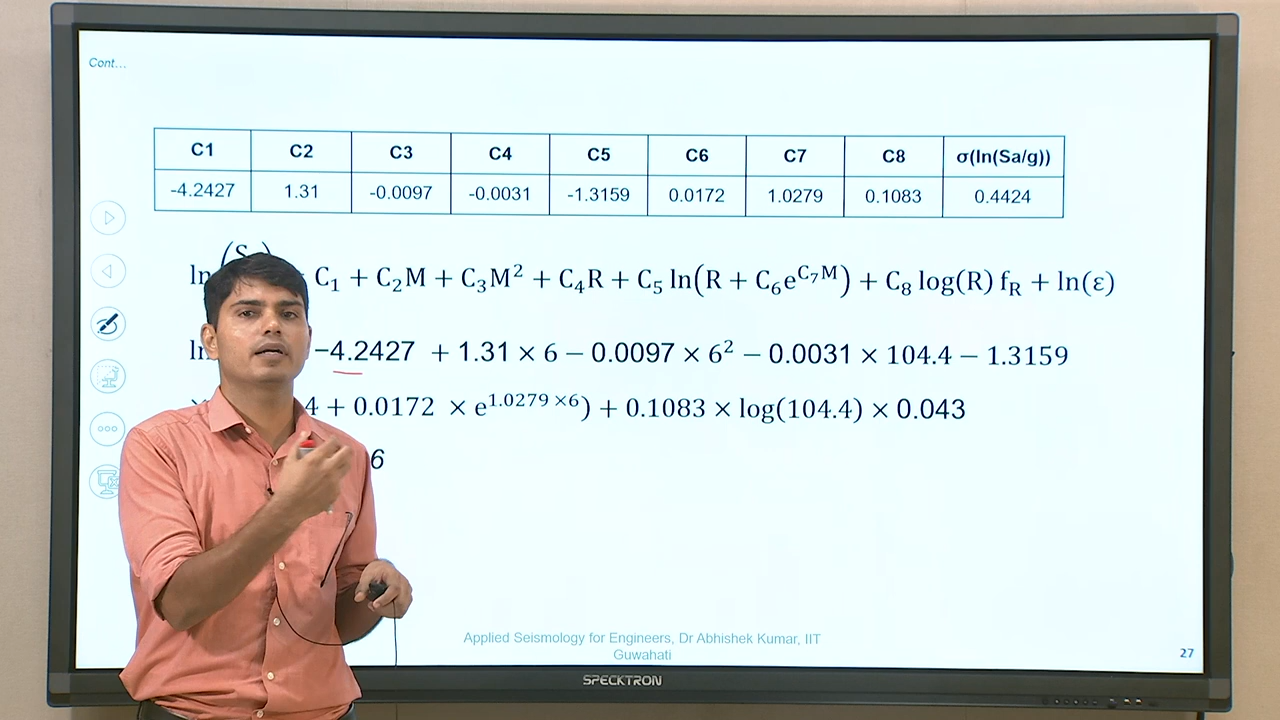 Cont...
C1 C2 C3 C4 C5 C6 C7 C8 σ(ln(Sa/g))
-4.2427 1.31 -0.0097 -0.0031 -1.3159 0.0172 1.0279 0.1083 0.4424
ln C₁ + C₂M + C₃M² + C₄R + C₅ ln(R + C₆e^(C₇M)) + C₈ log(R) f_R + ln(ε)
−4.2427 + 1.31 × 6 − 0.0097 × 6² − 0.0031 × 104.4 − 1.3159
4 + 0.0172 × e^(1.0279 ×6)) + 0.1083 × log(104.4) × 0.043
6
Applied Seismology for Engineers, Dr Abhishek Kumar, IIT
Guwahati
27
SPECKTRON